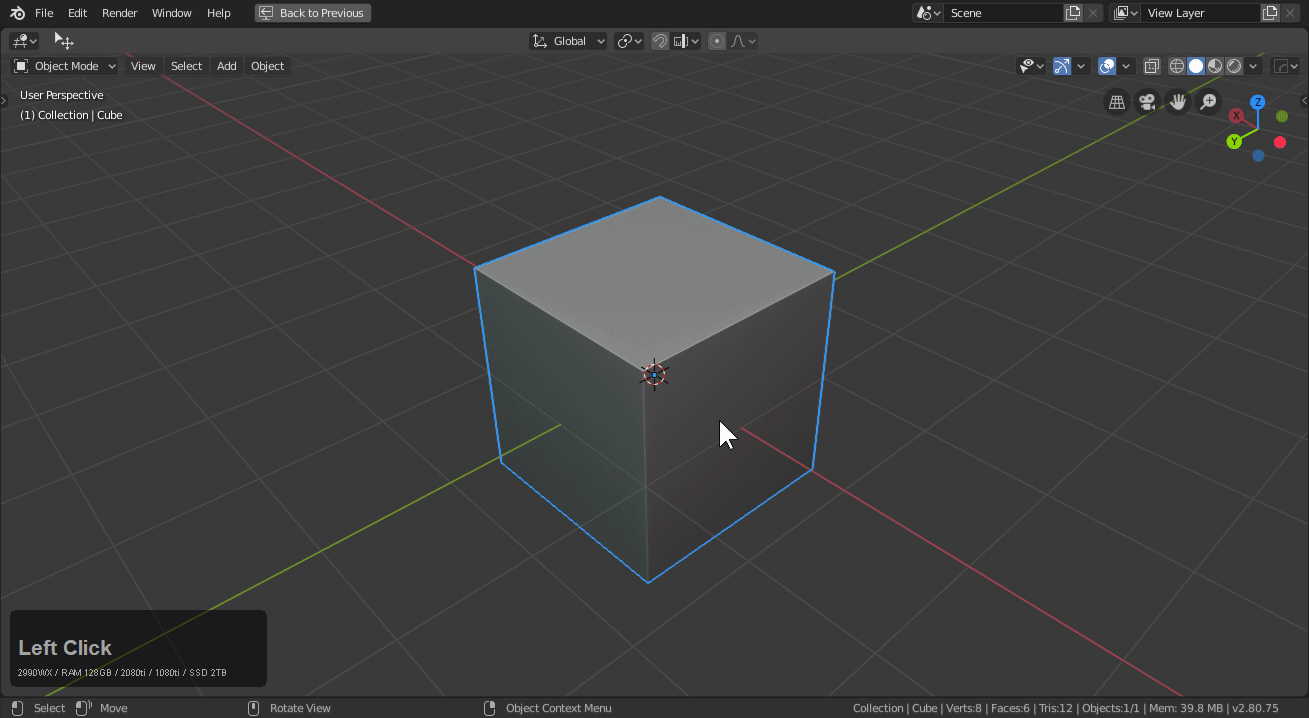 File Edit Render Window Help Back to Previous Scene View Layer
Global
Object Mode View Select Add Object
User Perspective
(1) Collection | Cube
Z
X
Y
Left Click
2990WX / RAM 128GB / 2080ti / 1080ti / SSD 2TB
Select Move Rotate View Object Context Menu Collection | Cube | Verts:8 | Faces:6 | Tris:12 | Objects:1/1 | Mem: 39.8 MB | v2.80.75